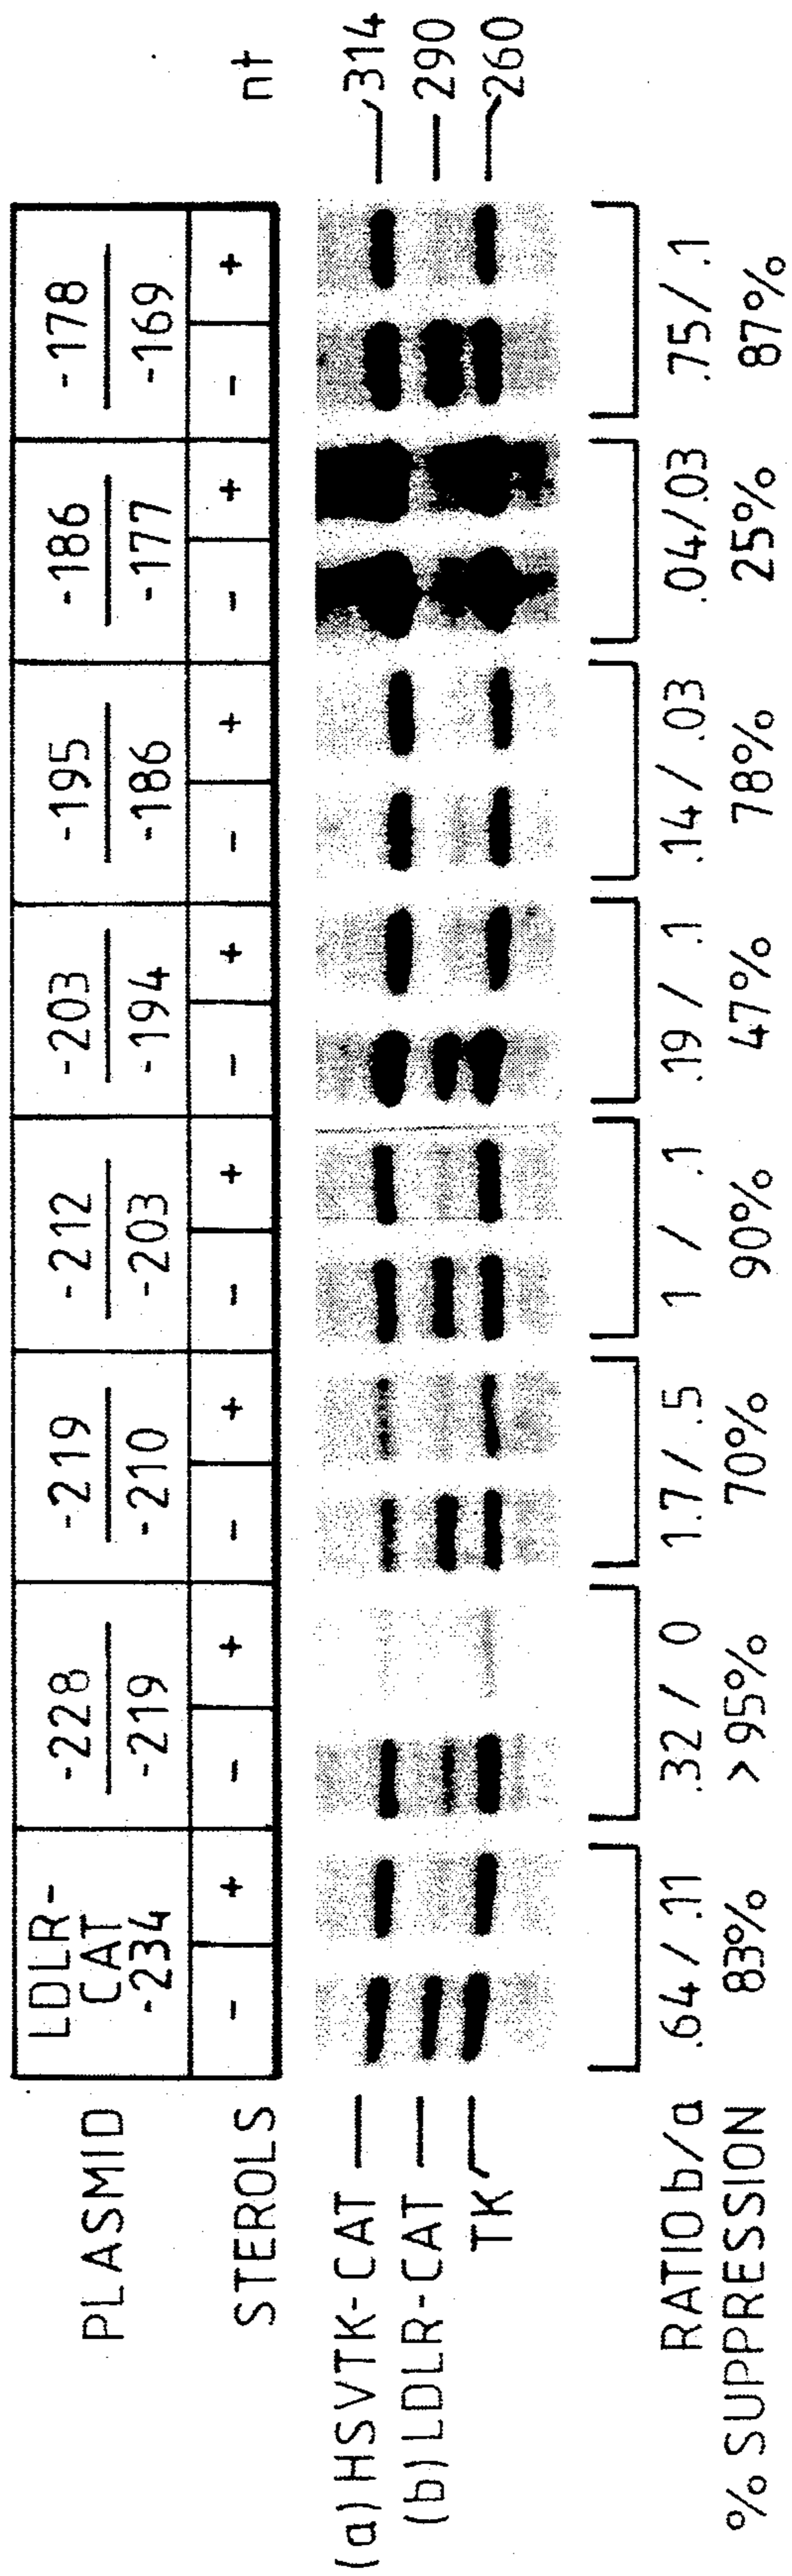 PLASMID LDLR-CAT -234 -228/-219 -219/-210 -212/-203 -203/-194 -195/-186 -186/-177 -178/-169
STEROLS - + - + - + - + - + - + - + - + nt
(a) HSVTK-CAT 314
(b) LDLR-CAT 290
TK 260
RATIO b/a .64/.11 .32/ 0 1.7/.5 1 / .1 .19/ .1 .14/.03 .04/.03 .75/.1
% SUPPRESSION 83% >95% 70% 90% 47% 78% 25% 87%